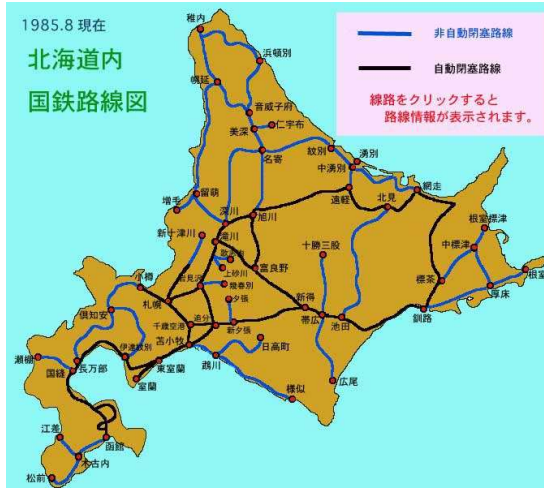 1985.8 現在
北海道内
国鉄路線図
非自動閉塞路線
自動閉塞路線
線路をクリックすると
路線情報が表示されます。
稚内
浜頓別
幌延
音威子府
美深
仁宇布
名寄
紋別
湧別
中湧別
遠軽
北見
網走
増毛
留萌
深川
旭川
新十津川
滝川
歌志内
上砂川
富良野
十勝三股
根室標津
中標津
標茶
厚床
根室
釧路
岩見沢
幾春別
夕張
小樽
札幌
倶知安
千歳空港
追分
新夕張
新得
帯広
池田
伊達紋別
苫小牧
日高町
瀬棚
国縫
長万部
東室蘭
室蘭
鵡川
様似
広尾
江差
函館
木古内
松前